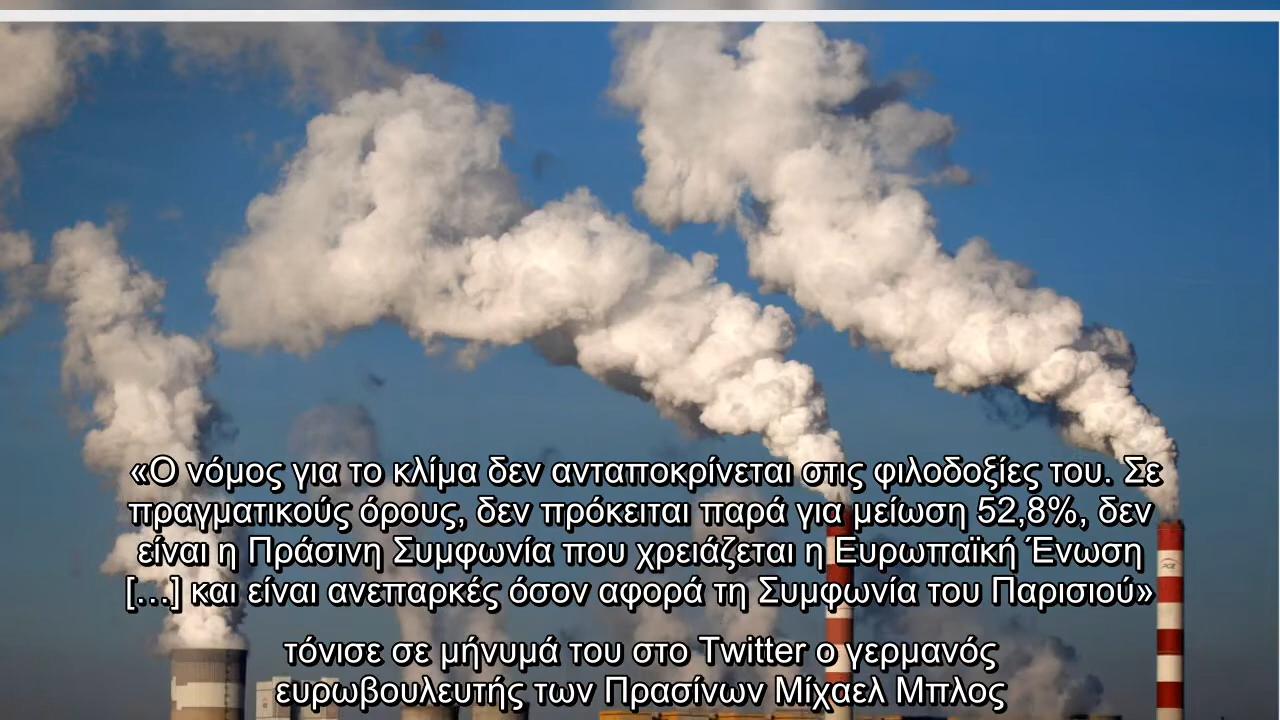 «Ο νόμος για το κλίμα δεν ανταποκρίνεται στις φιλοδοξίες του. Σε
πραγματικούς όρους, δεν πρόκειται παρά για μείωση 52,8%, δεν
είναι η Πράσινη Συμφωνία που χρειάζεται η Ευρωπαϊκή Ένωση
[…] και είναι ανεπαρκές όσον αφορά τη Συμφωνία του Παρισιού»
τόνισε σε μήνυμά του στο Twitter ο γερμανός
ευρωβουλευτής των Πρασίνων Μίχαελ Μπλος